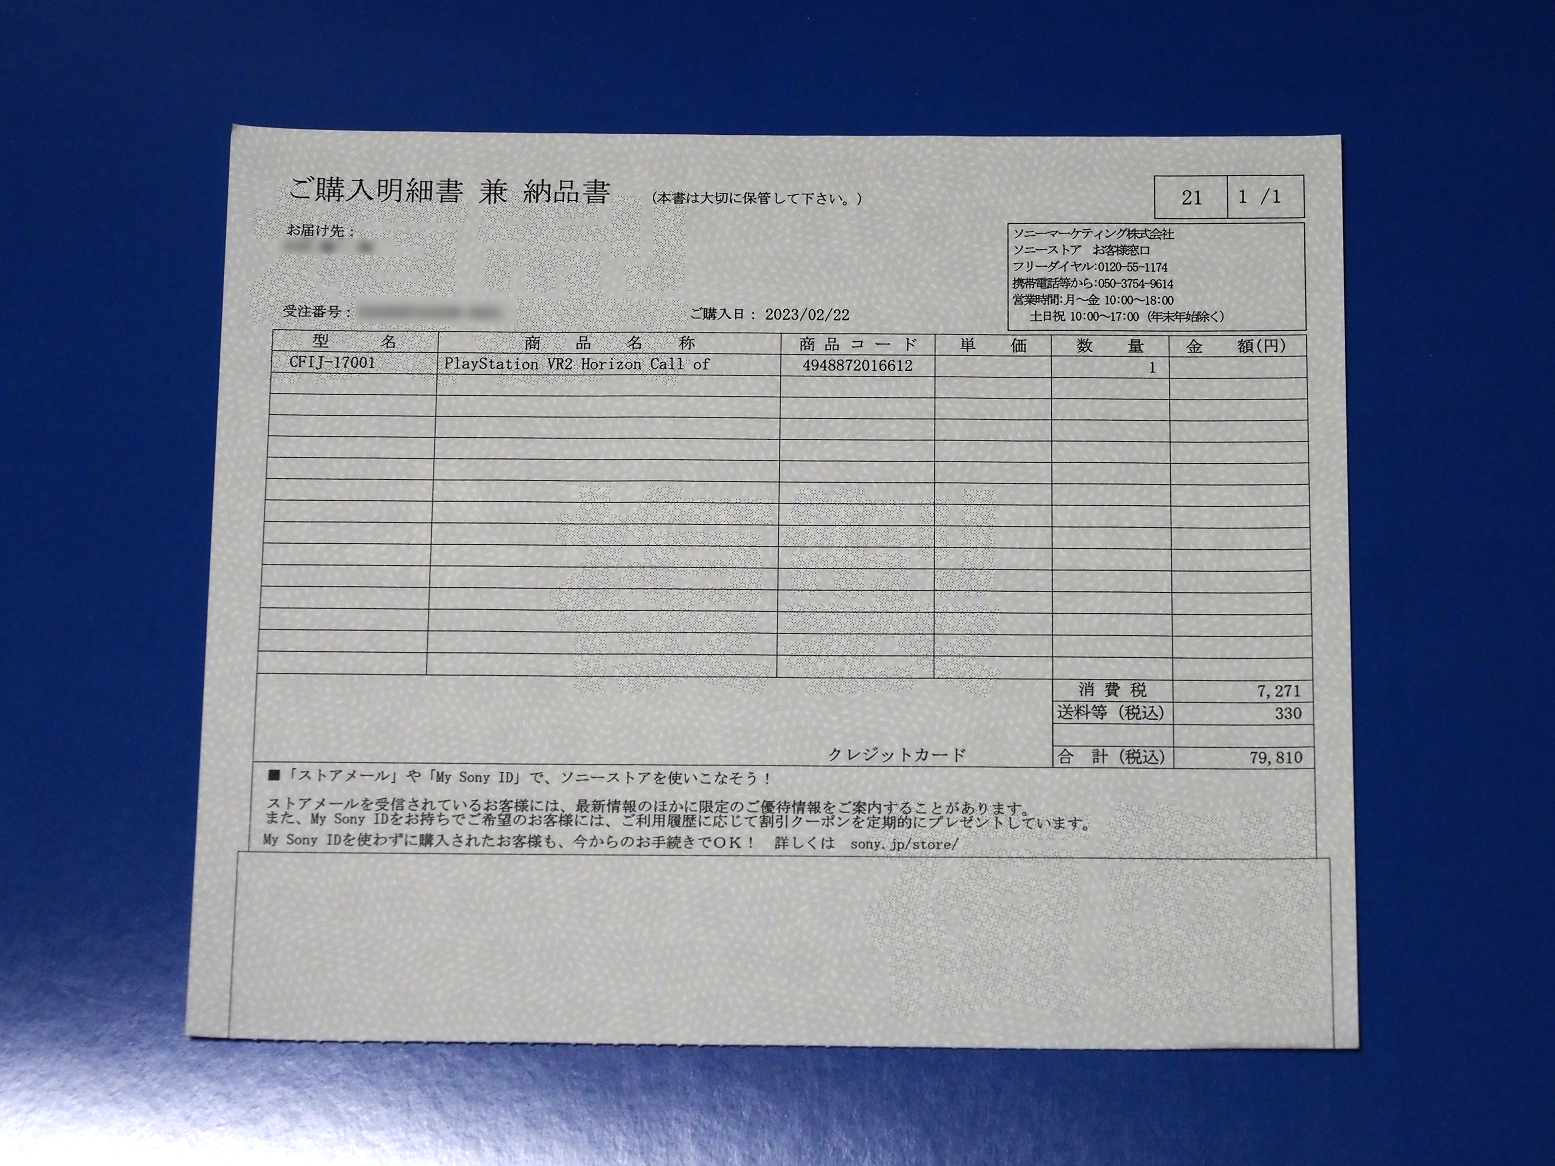 ご購入明細書 兼 納品書 (本書は大切に保管して下さい。)
21 1 /1
お届け先：
ソニーマーケティング株式会社
ソニーストア お客様窓口
フリーダイヤル:0120-55-1174
携帯電話等から:050-3754-9614
営業時間:月～金 10:00～18:00
土日祝 10:00～17:00 (年末年始除く)
受注番号： ご購入日： 2023/02/22
型 名 商 品 名 称 商 品 コ ー ド 単 価 数 量 金 額(円)
CFIJ-17001 PlayStation VR2 Horizon Call of 4948872016612 1
消 費 税 7,271
送料等 (税込) 330
クレジットカード 合 計 (税込) 79,810
■「ストアメール」や「My Sony ID」で、ソニーストアを使いこなそう！
ストアメールを受信されているお客様には、最新情報のほかに限定のご優待情報をご案内することがあります。
また、My Sony IDをお持ちでご希望のお客様には、ご利用履歴に応じて割引クーポンを定期的にプレゼントしています。
My Sony IDを使わずに購入されたお客様も、今からのお手続きでＯＫ！ 詳しくは sony.jp/store/